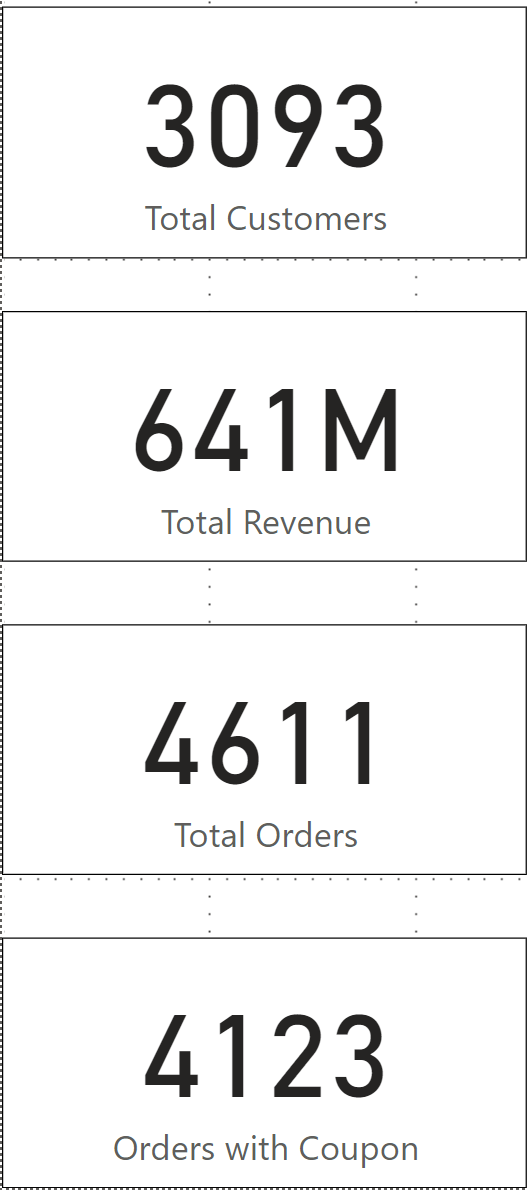 3093
Total Customers
641M
Total Revenue
4611
Total Orders
4123
Orders with Coupon